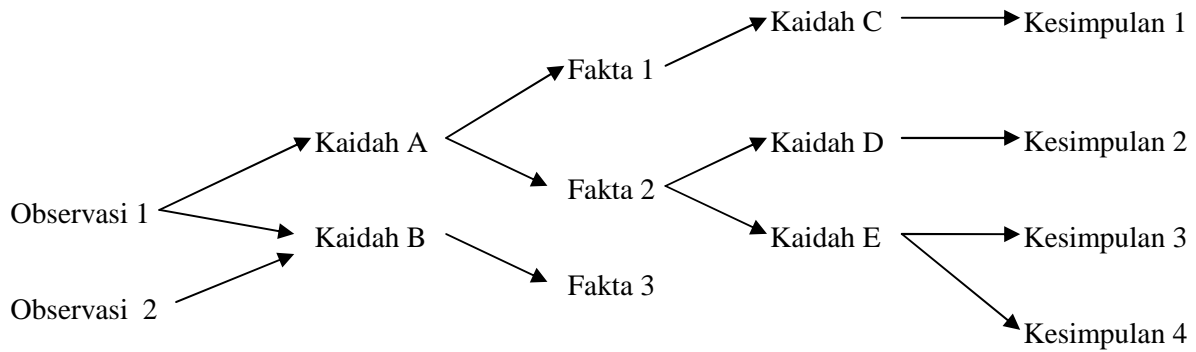 Kaidah C
Kesimpulan 1
Fakta 1
Kaidah A
Kaidah D
Kesimpulan 2
Fakta 2
Observasi 1
Kaidah B
Kaidah E
Kesimpulan 3
Fakta 3
Observasi 2
Kesimpulan 4